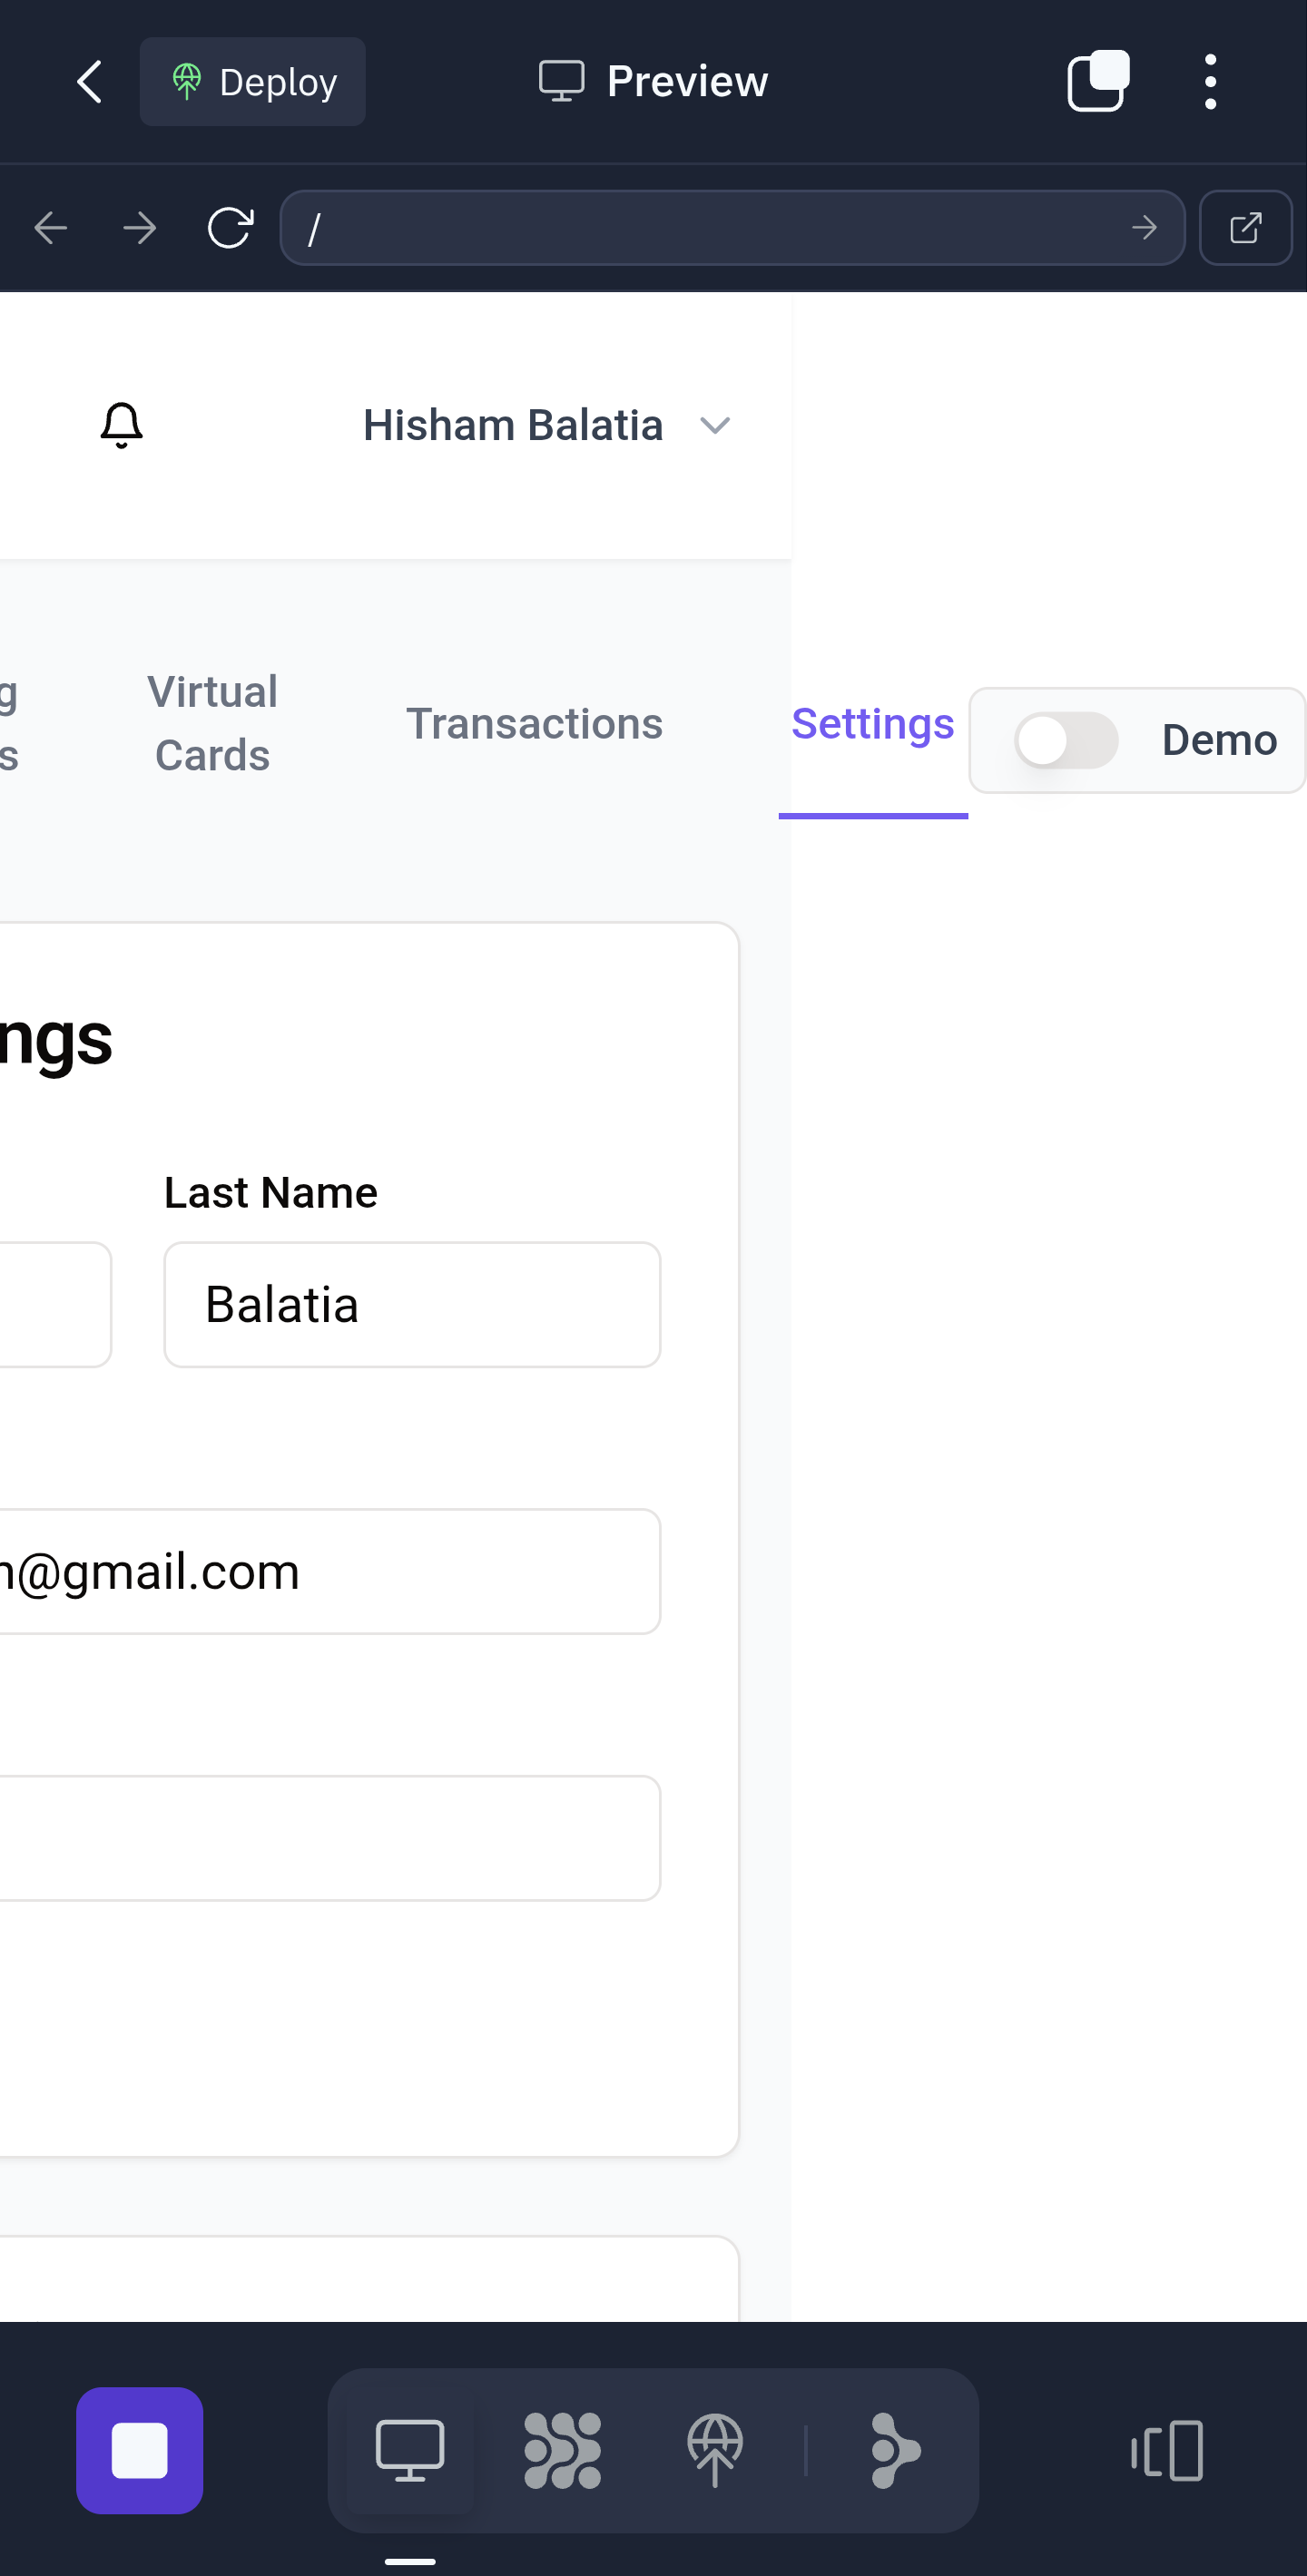 Deploy
Preview
/
Hisham Balatia
g
s
Virtual
Cards
Transactions
Settings
Demo
ngs
Last Name
Balatia
n@gmail.com